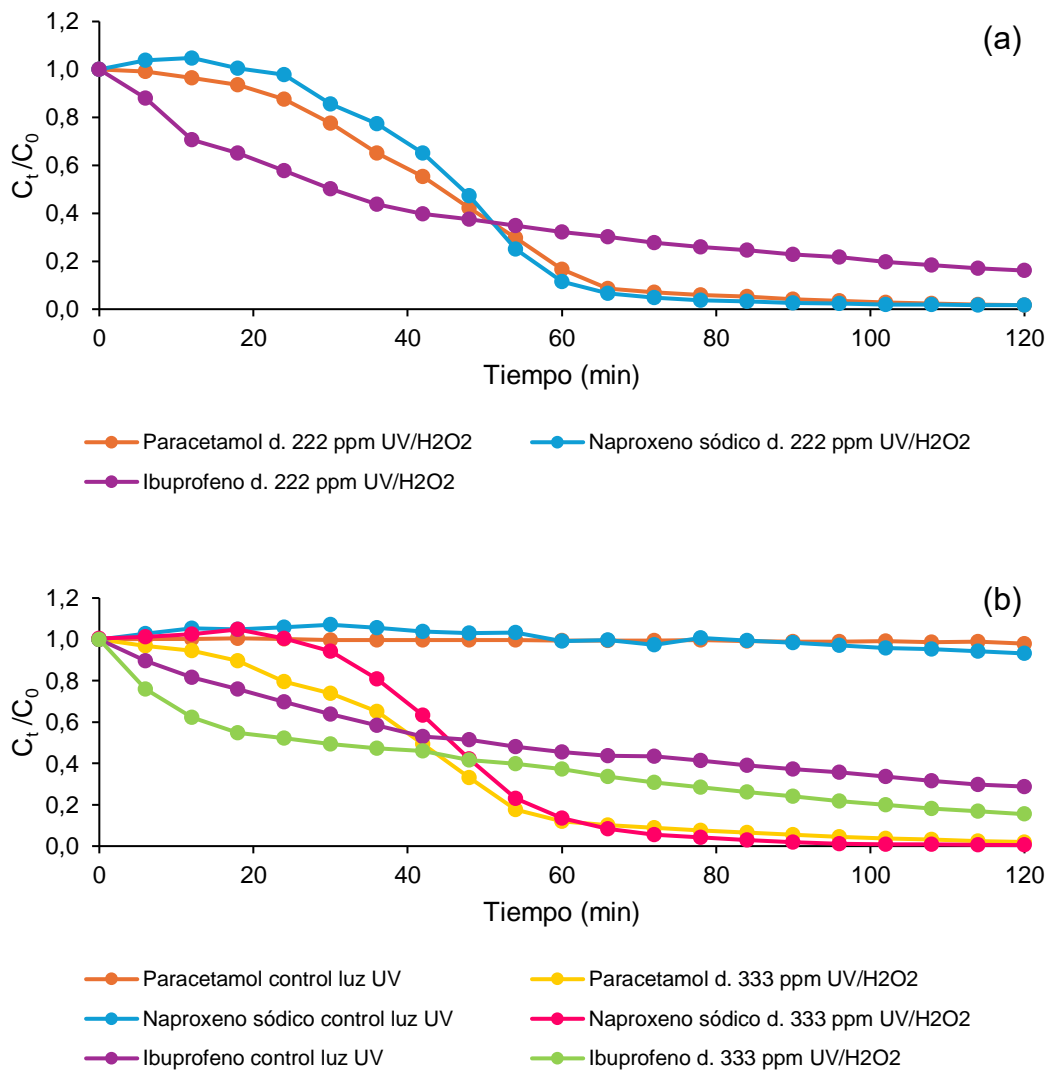 (a)
1,2
1,0
0,8
0,6
0,4
0,2
0,0
Ct/C0
0 20 40 60 80 100 120
Tiempo (min)
Paracetamol d. 222 ppm UV/H2O2 Naproxeno sódico d. 222 ppm UV/H2O2
Ibuprofeno d. 222 ppm UV/H2O2
(b)
1,2
1,0
0,8
0,6
0,4
0,2
0,0
Ct/C0
0 20 40 60 80 100 120
Tiempo (min)
Paracetamol control luz UV Paracetamol d. 333 ppm UV/H2O2
Naproxeno sódico control luz UV Naproxeno sódico d. 333 ppm UV/H2O2
Ibuprofeno control luz UV Ibuprofeno d. 333 ppm UV/H2O2